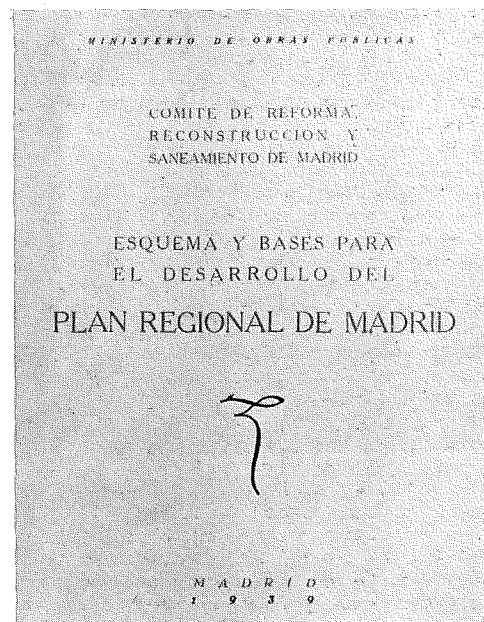 MINISTERIO DE OBRAS PUBLICAS
COMITE DE REFORMA,
RECONSTRUCCION Y
SANEAMIENTO DE MADRID
ESQUEMA Y BASES PARA
EL DESARROLLO DEL
PLAN REGIONAL DE MADRID
MADRID
1939